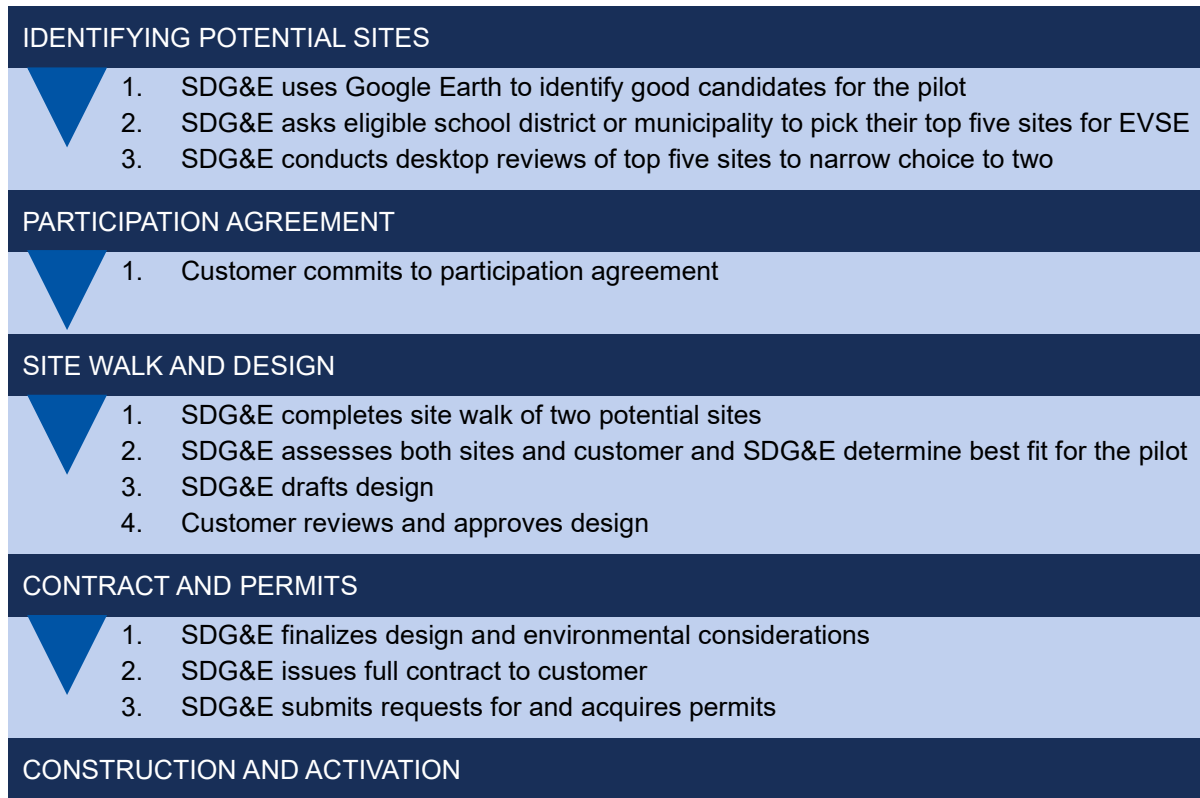 IDENTIFYING POTENTIAL SITES
1. SDG&E uses Google Earth to identify good candidates for the pilot
2. SDG&E asks eligible school district or municipality to pick their top five sites for EVSE
3. SDG&E conducts desktop reviews of top five sites to narrow choice to two
PARTICIPATION AGREEMENT
1. Customer commits to participation agreement
SITE WALK AND DESIGN
1. SDG&E completes site walk of two potential sites
2. SDG&E assesses both sites and customer and SDG&E determine best fit for the pilot
3. SDG&E drafts design
4. Customer reviews and approves design
CONTRACT AND PERMITS
1. SDG&E finalizes design and environmental considerations
2. SDG&E issues full contract to customer
3. SDG&E submits requests for and acquires permits
CONSTRUCTION AND ACTIVATION